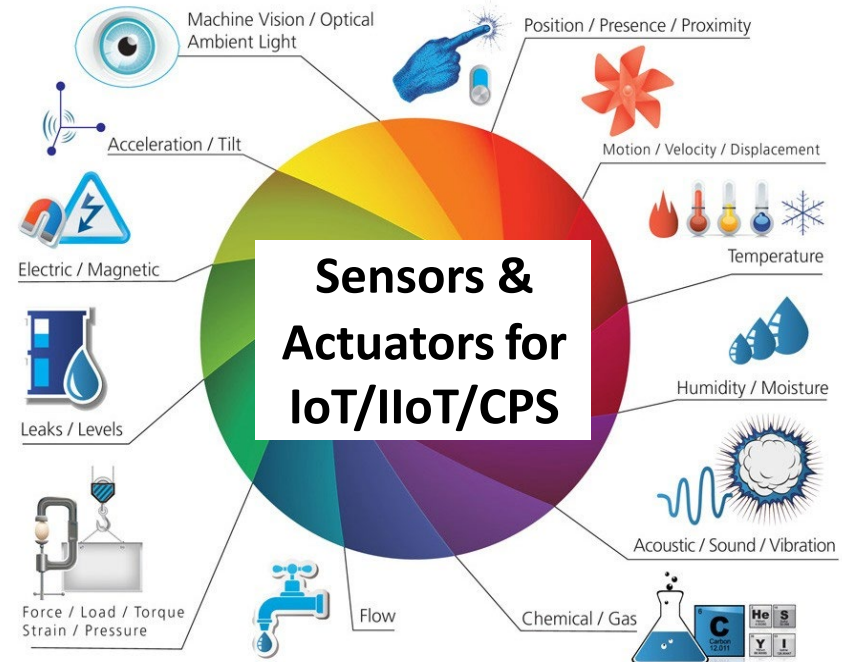 Machine Vision / Optical
Ambient Light
Position / Presence / Proximity
Acceleration / Tilt
Motion / Velocity / Displacement
Electric / Magnetic
Temperature
Sensors &
Actuators for
IoT/IIoT/CPS
Humidity / Moisture
Leaks / Levels
Acoustic / Sound / Vibration
Force / Load / Torque
Strain / Pressure
Flow
Chemical / Gas
C
Carbon
12.011
He
S
Y
I